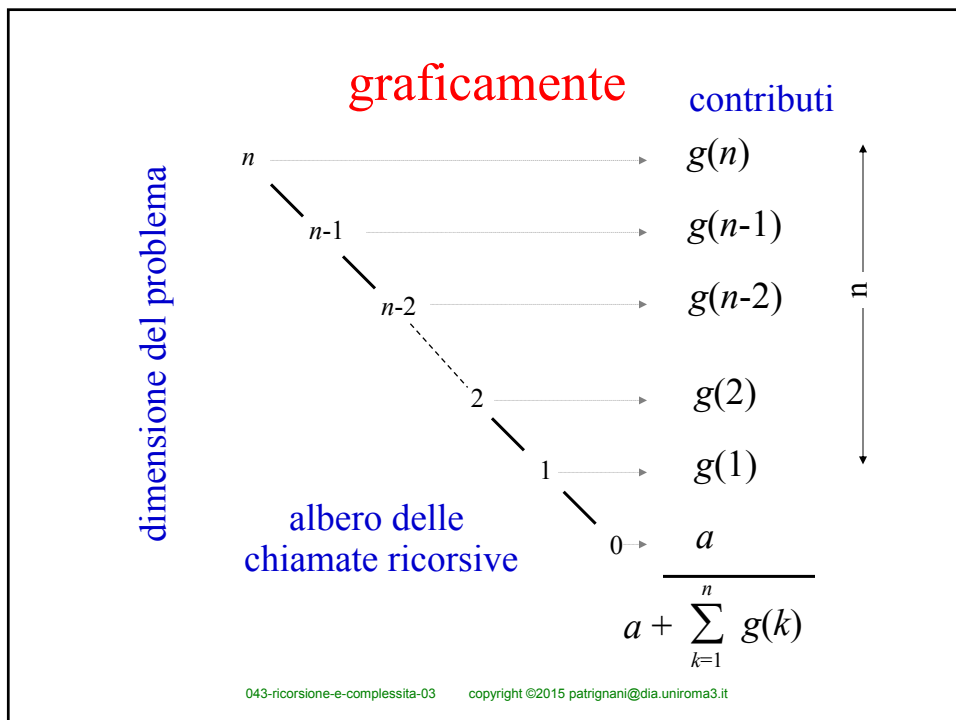 graficamente
contributi
dimensione del problema
n
g(n)
n-1
g(n-1)
n-2
g(n-2)
n
2
g(2)
1
g(1)
albero delle
chiamate ricorsive
0
a
a + ∑ g(k)
n
k=1
043-ricorsione-e-complessita-03 copyright ©2015 patrignani@dia.uniroma3.it